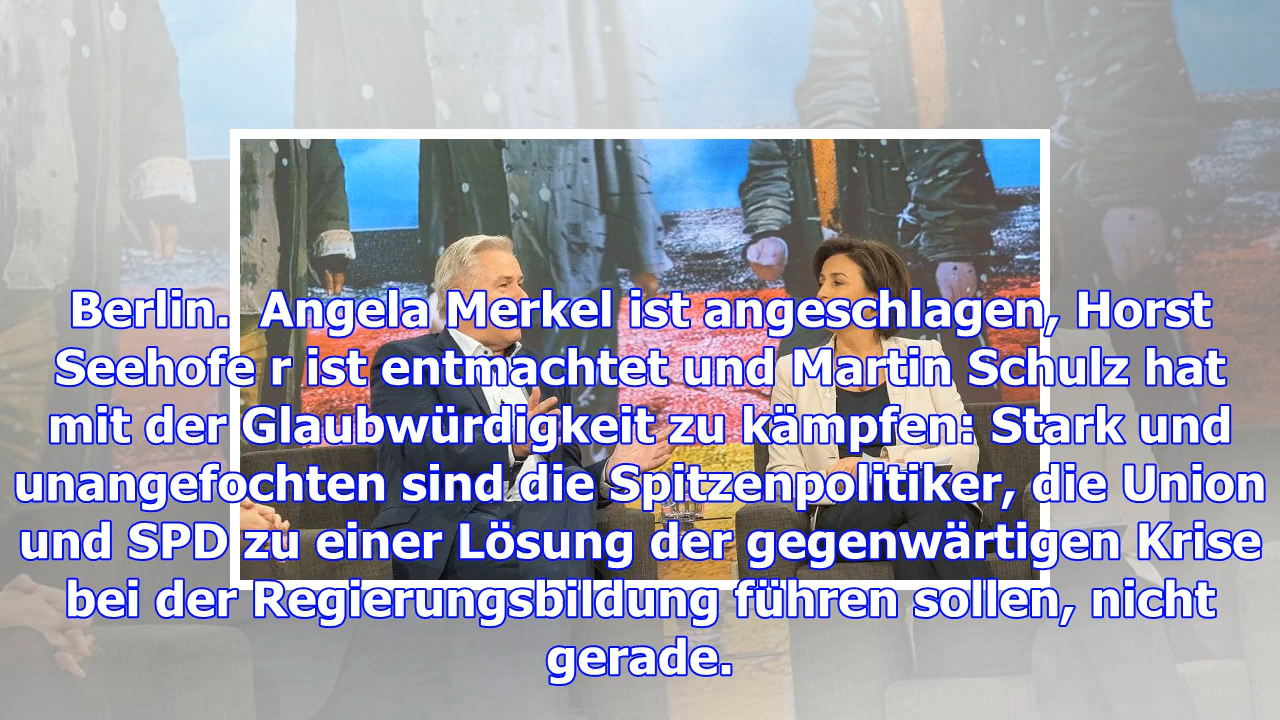 Berlin.  Angela Merkel ist angeschlagen, Horst
Seehofe r ist entmachtet und Martin Schulz hat
mit der Glaubwürdigkeit zu kämpfen: Stark und
unangefochten sind die Spitzenpolitiker, die Union
und SPD zu einer Lösung der gegenwärtigen Krise
bei der Regierungsbildung führen sollen, nicht
gerade.